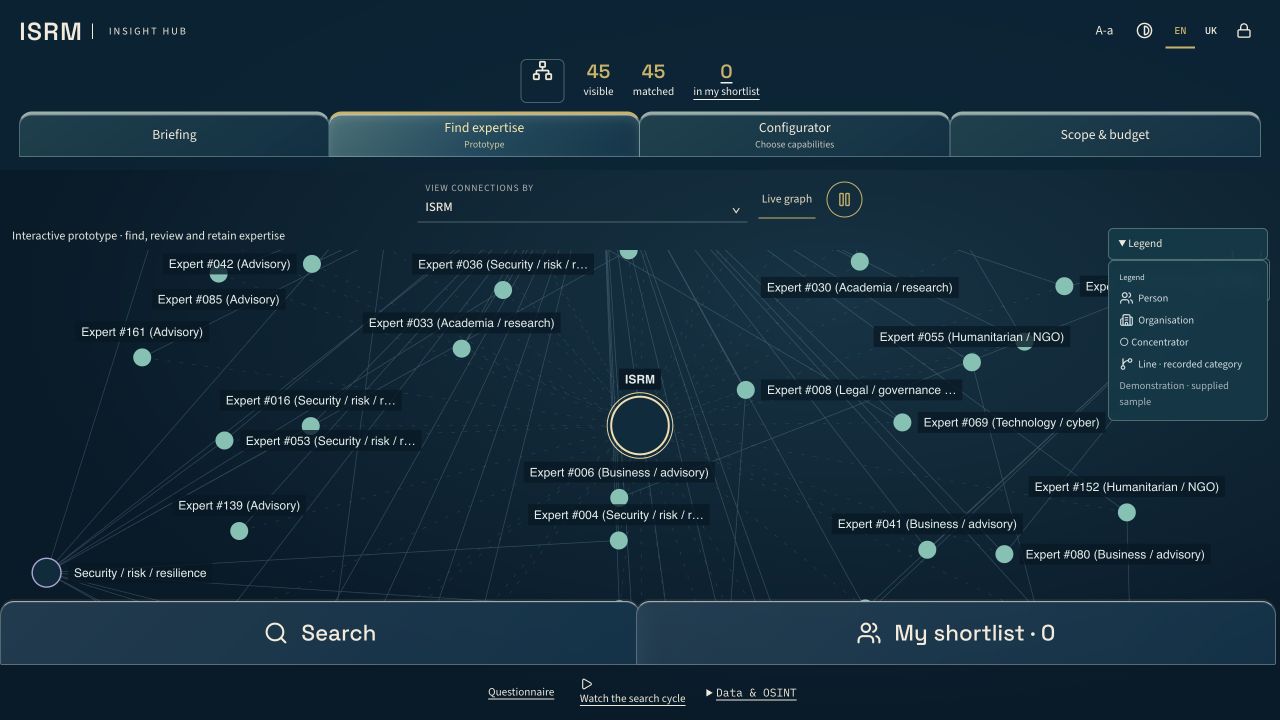 ISRM
INSIGHT HUB
A-a
EN
UK
45
visible
45
matched
0
in my shortlist
Briefing
Find expertise
Prototype
Configurator
Choose capabilities
Scope & budget
VIEW CONNECTIONS BY
ISRM
Live graph
Interactive prototype · find, review and retain expertise
▼Legend
Legend
Person
Organisation
Concentrator
Line · recorded category
Demonstration · supplied
sample
Expert #042 (Advisory)
Expert #036 (Security / risk / r…
Expert #030 (Academia / research)
Expert #085 (Advisory)
Expert #161 (Advisory)
Expert #033 (Academia / research)
Expert #055 (Humanitarian / NGO)
ISRM
Expert #008 (Legal / governance …
Expert #016 (Security / risk / r…
Expert #069 (Technology / cyber)
Expert #053 (Security / risk / r…
Expert #006 (Business / advisory)
Expert #152 (Humanitarian / NGO)
Expert #139 (Advisory)
Expert #004 (Security / risk / r…
Expert #041 (Business / advisory)
Expert #080 (Business / advisory)
Security / risk / resilience
Search
My shortlist · 0
Questionnaire
Watch the search cycle
Data & OSINT